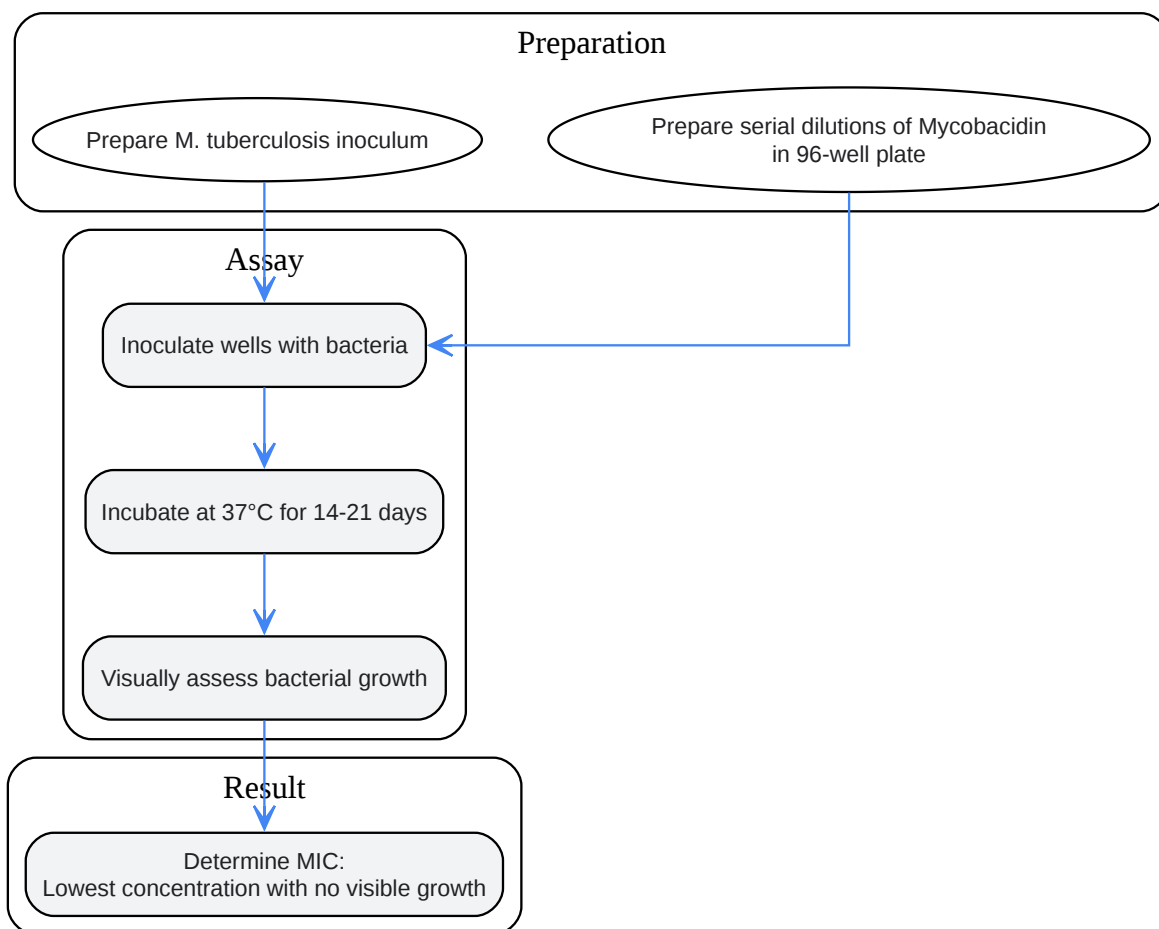 Preparation
Prepare M. tuberculosis inoculum
Prepare serial dilutions of Mycobacidin
in 96-well plate
Assay
Inoculate wells with bacteria
Incubate at 37°C for 14-21 days
Visually assess bacterial growth
Result
Determine MIC:
Lowest concentration with no visible growth